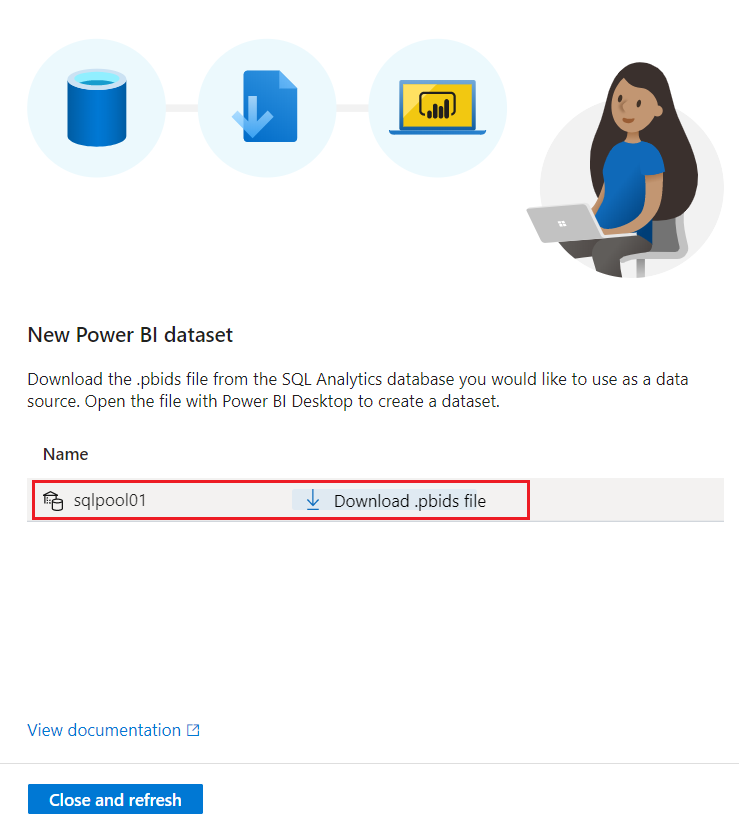 New Power BI dataset
Download the .pbids file from the SQL Analytics database you would like to use as a data
source. Open the file with Power BI Desktop to create a dataset.
Name
sqlpool01 Download .pbids file
View documentation
Close and refresh